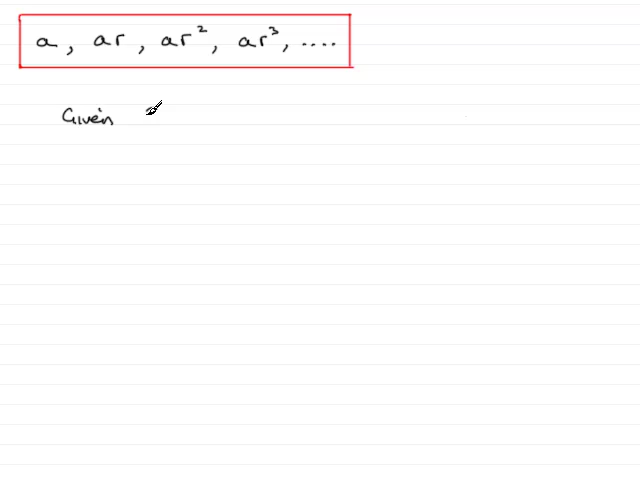 a, ar, ar², ar³, ....
Given